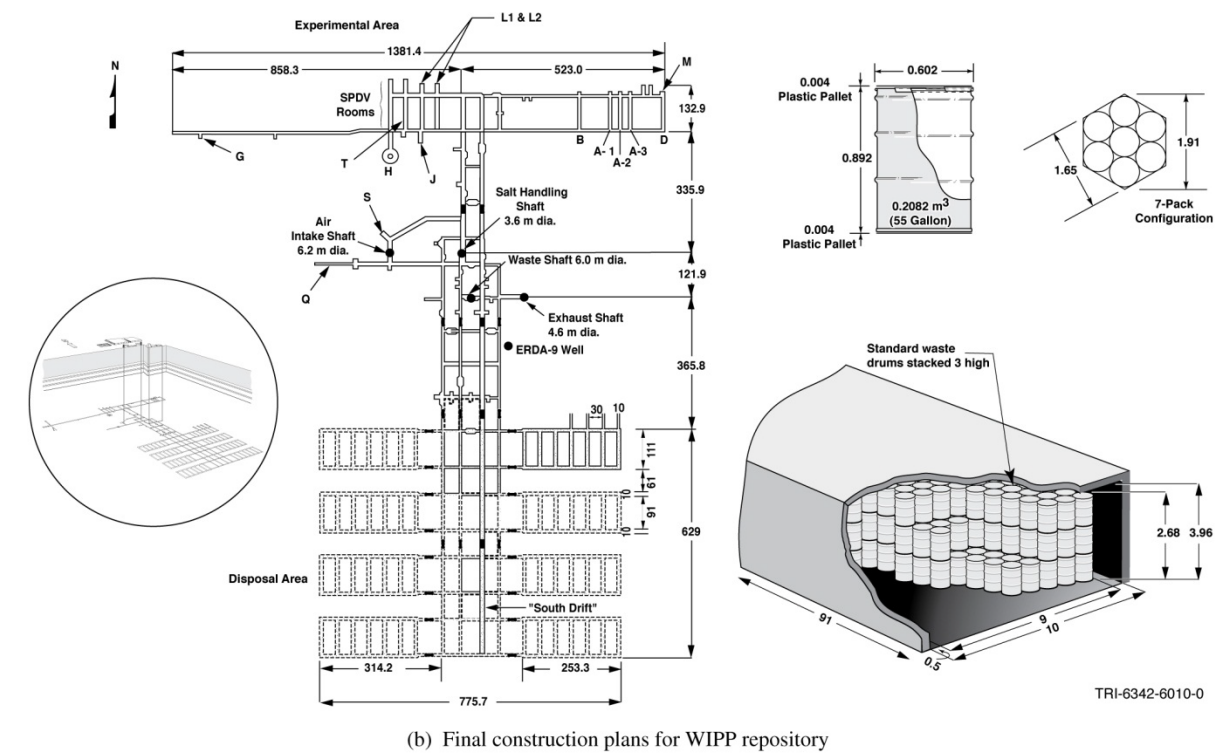 Experimental Area
L1 & L2
1381.4
858.3
523.0
M
N
SPDV
Rooms
132.9
G
T
H
J
B
A- 1
A-2
A-3
D
335.9
S
Salt Handling
Shaft
3.6 m dia.
Air
Intake Shaft
6.2 m dia.
Waste Shaft 6.0 m dia.
121.9
Q
Exhaust Shaft
4.6 m dia.
ERDA-9 Well
365.8
30
10
111
61
10
91
10
629
Disposal Area
"South Drift"
314.2
253.3
775.7
0.602
0.004
Plastic Pallet
0.892
0.2082 m3
(55 Gallon)
0.004
Plastic Pallet
1.91
1.65
7-Pack
Configuration
Standard waste
drums stacked 3 high
2.68
3.96
91
9
10
0.5
TRI-6342-6010-0
(b) Final construction plans for WIPP repository